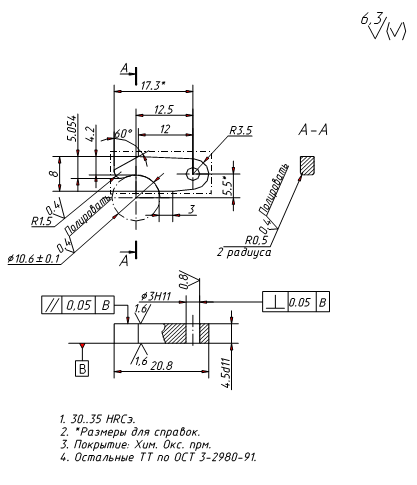 6,3
A
17.3*
12.5
12
60°
5.054
4.2
8
R3.5
А-А
5.5
3
0.4
R1.5
Полировать
0.4
⌀10.6±0.1
A
Полировать
0.4
R0,5
2 радиуса
0.8
⌀3H11
// 0,05 B
1.6
⊥ 0.05 B
1,6
B
20.8
4.5d11
1. 30..35 HRCэ.
2. *Размеры для справок.
3. Покрытие: Хим. Окс. прм.
4. Остальные ТТ по ОСТ 3-2980-91.